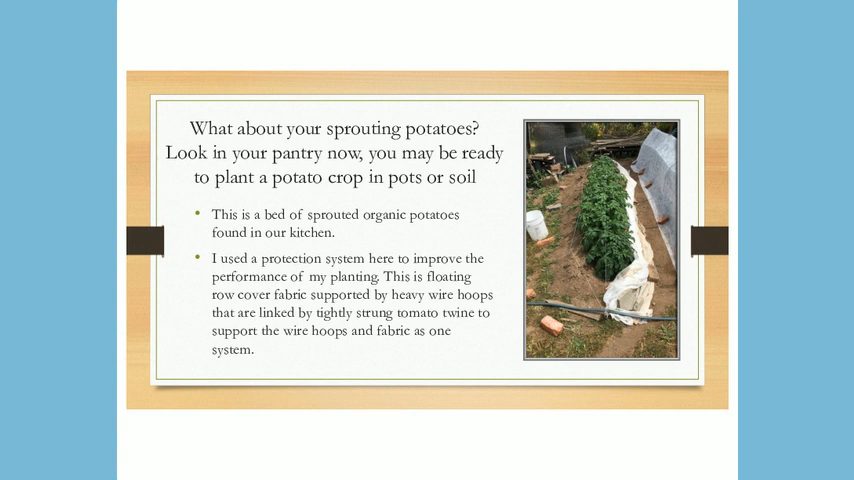 What about your sprouting potatoes?
Look in your pantry now, you may be ready
to plant a potato crop in pots or soil
• This is a bed of sprouted organic potatoes
found in our kitchen.
• I used a protection system here to improve the
performance of my planting. This is floating
row cover fabric supported by heavy wire hoops
that are linked by tightly strung tomato twine to
support the wire hoops and fabric as one
system.